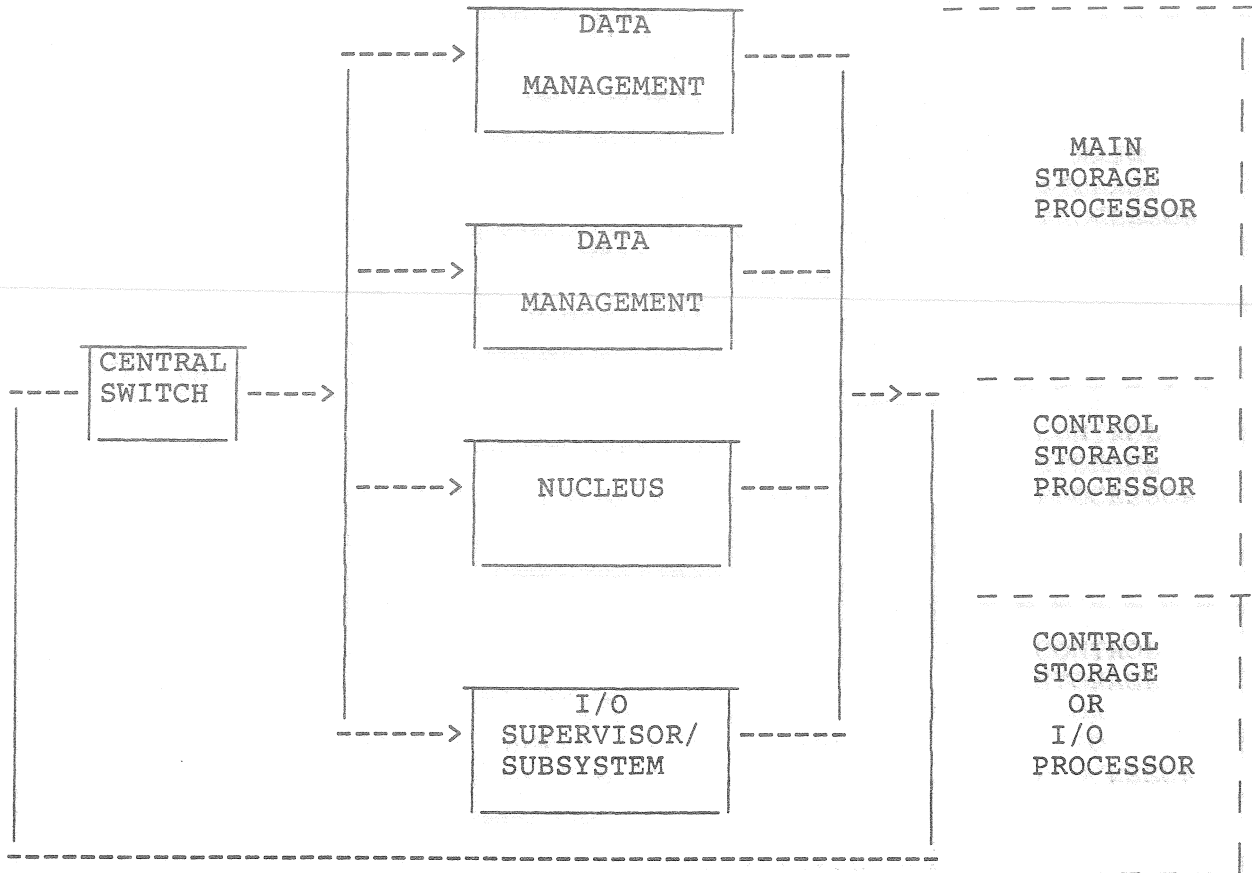 DATA
MANAGEMENT
MAIN
STORAGE
PROCESSOR
DATA
MANAGEMENT
CENTRAL
SWITCH
CONTROL
STORAGE
PROCESSOR
NUCLEUS
CONTROL
STORAGE
OR
I/O
PROCESSOR
I/O
SUPERVISOR/
SUBSYSTEM